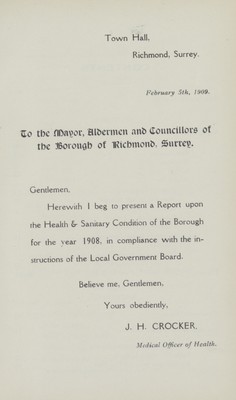 Town Hall,
Richmond, Surrey.
February 5th, 1909.
To the Mayor, Aldermen and Councillors of
the Borough of Richmond, Surrey.
Gentlemen,
Herewith I beg to present a Report upon
the Health & Sanitary Condition of the Borough
for the year 1908, in compliance with the in-
structions of the Local Government Board.
Believe me, Gentlemen,
Yours obediently,
J. H. CROCKER,
Medical Officer of Health.